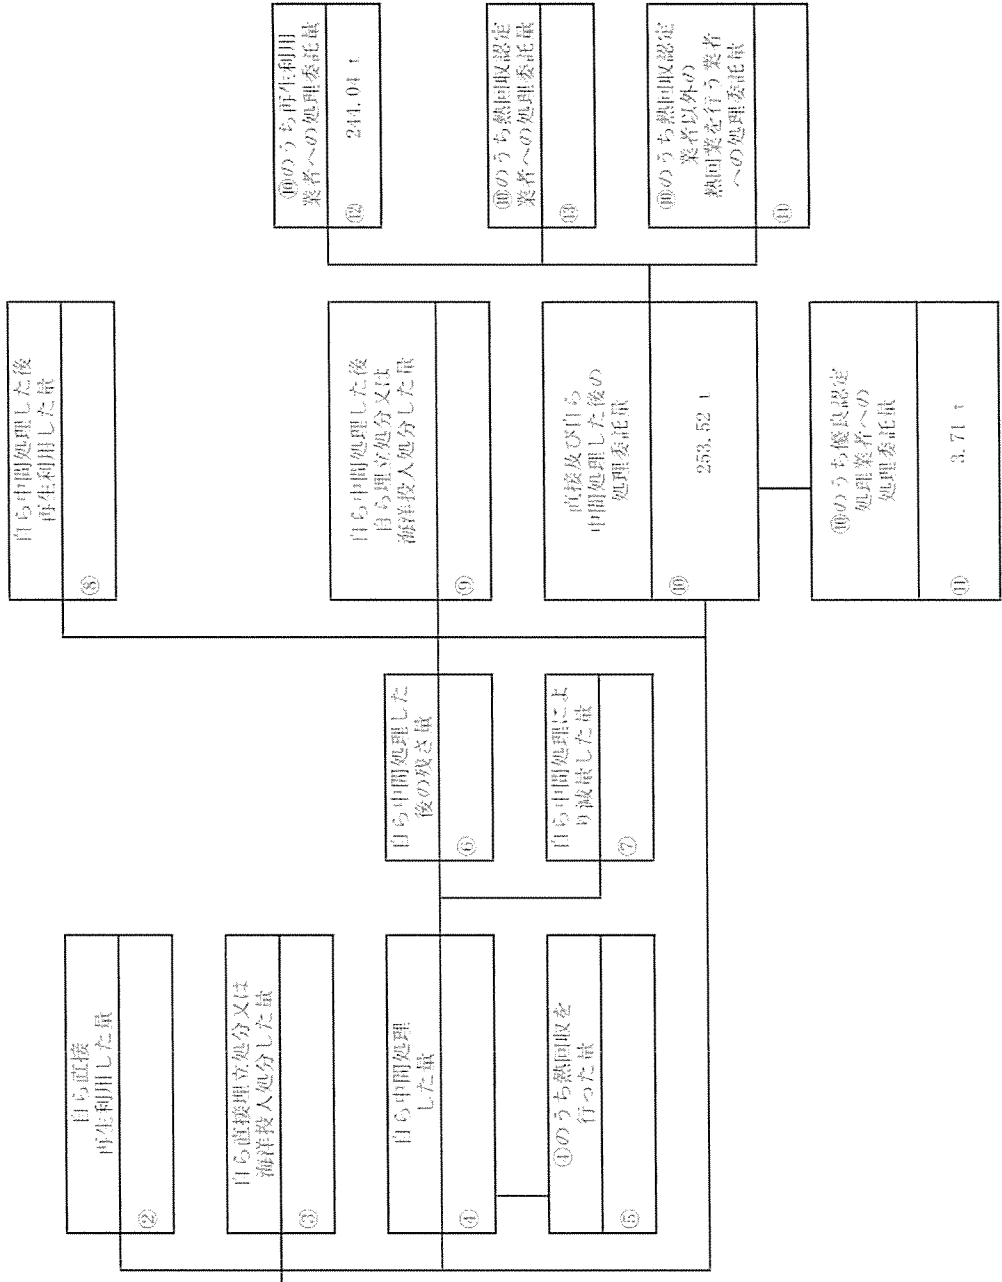 自ら直接
再生利用した量
②
自ら直接埋立処分又は
海洋投入処分した量
③
自ら中間処理
した量
④
④のうち熱回収を
行った量
⑤
自ら中間処理した
後の残さ量
⑥
自ら中間処理によ
り減量した量
⑦
自ら中間処理した後
再生利用した量
⑧
自ら中間処理した後
自ら埋立処分又は
海洋投入処分した量
⑨
直接及び自ら
中間処理した後の
処理委託量
253.52 t
⑩
⑩のうち優良認定
処理業者への
処理委託量
3.71 t
⑪
⑩のうち再生利用
業者への処理委託量
244.04 t
⑫
⑩のうち熱回収認定
業者への処理委託量
⑬
⑩のうち熱回収認定
業者以外の
熱回業を行う業者
への処理委託量
⑭